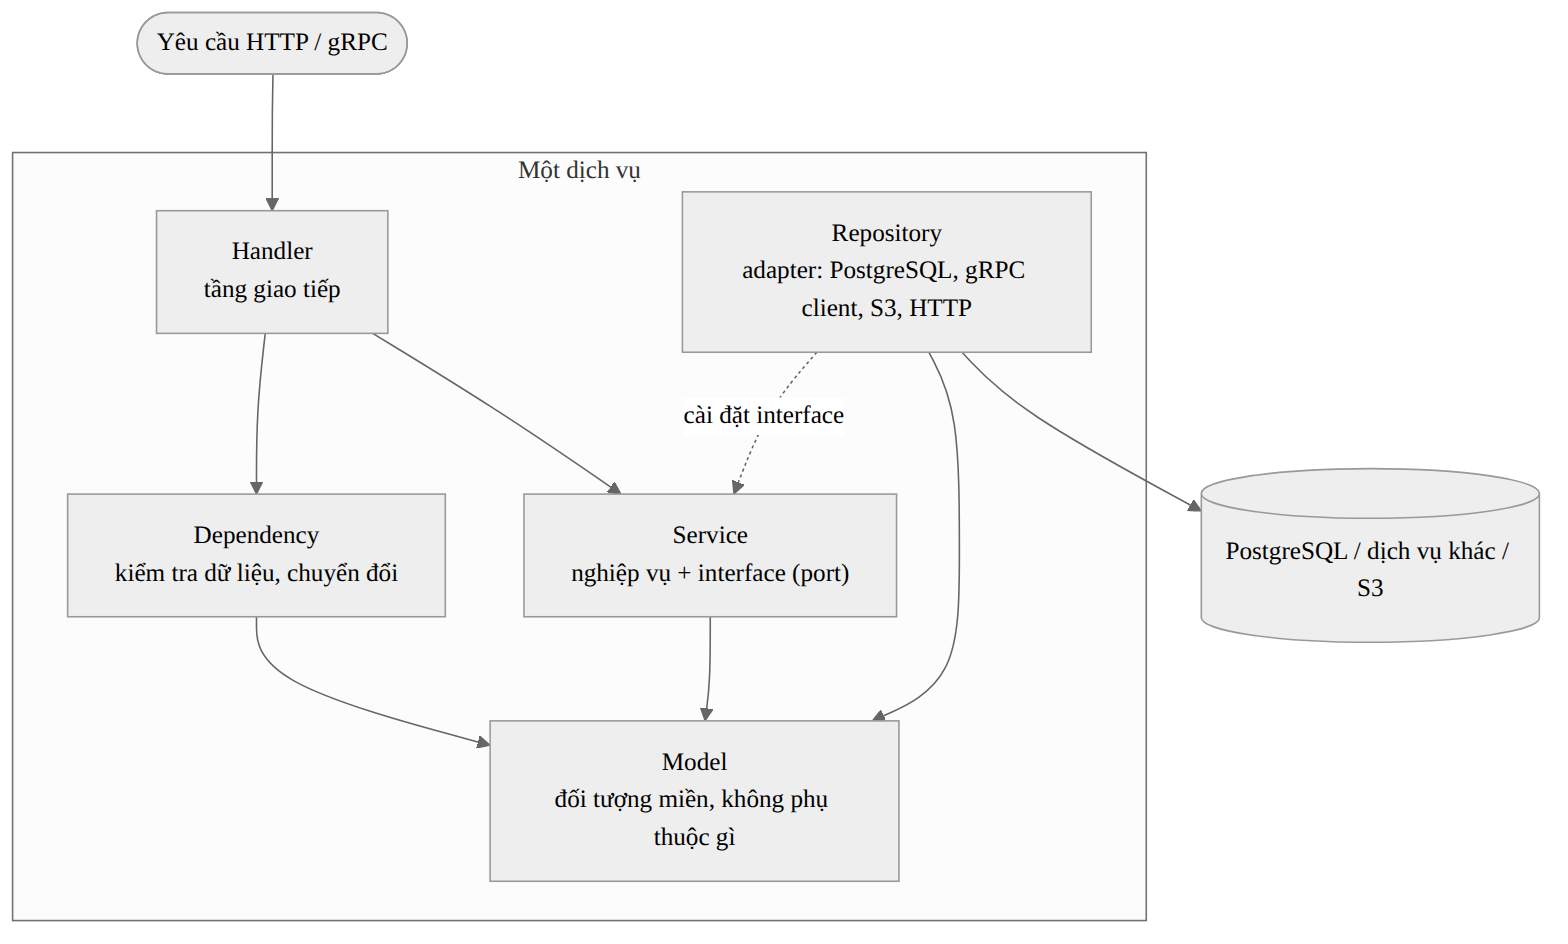 Yêu cầu HTTP / gRPC
Một dịch vụ
Handler
tầng giao tiếp
Repository
adapter: PostgreSQL, gRPC
client, S3, HTTP
cài đặt interface
Dependency
kiểm tra dữ liệu, chuyển đổi
Service
nghiệp vụ + interface (port)
PostgreSQL / dịch vụ khác /
S3
Model
đối tượng miền, không phụ
thuộc gì